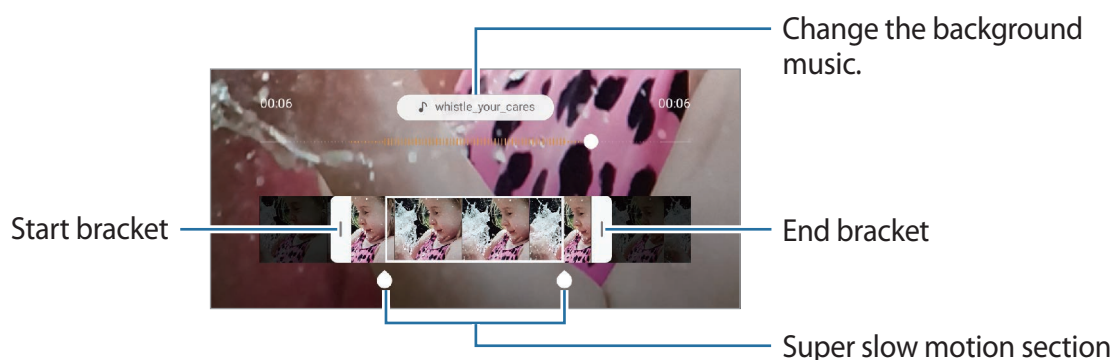 Change the background
music.
00:06
whistle_your_cares
00:06
Start bracket
End bracket
Super slow motion section